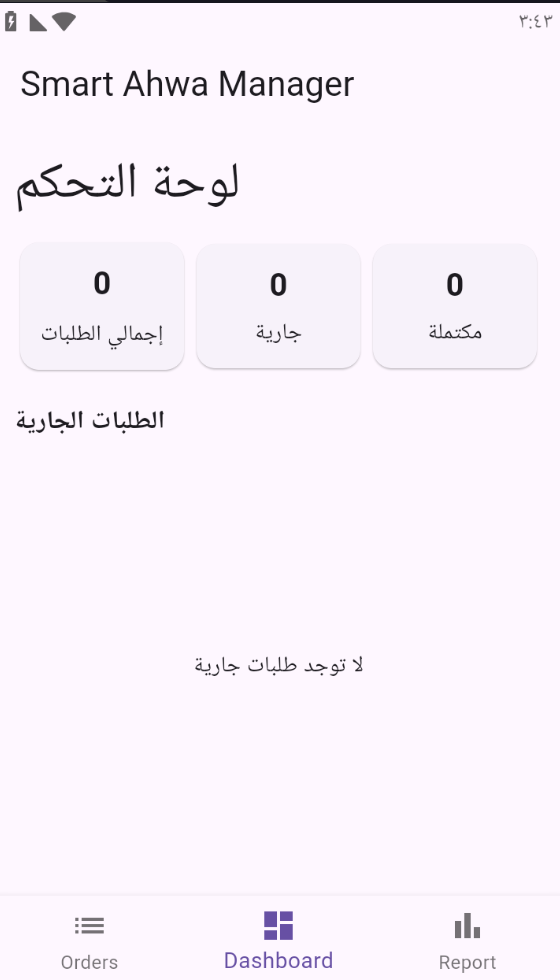 ٣:٤٣
Smart Ahwa Manager
لوحة التحكم
0
إجمالي الطلبات
0
جارية
0
مكتملة
الطلبات الجارية
لا توجد طلبات جارية
Orders
Dashboard
Report